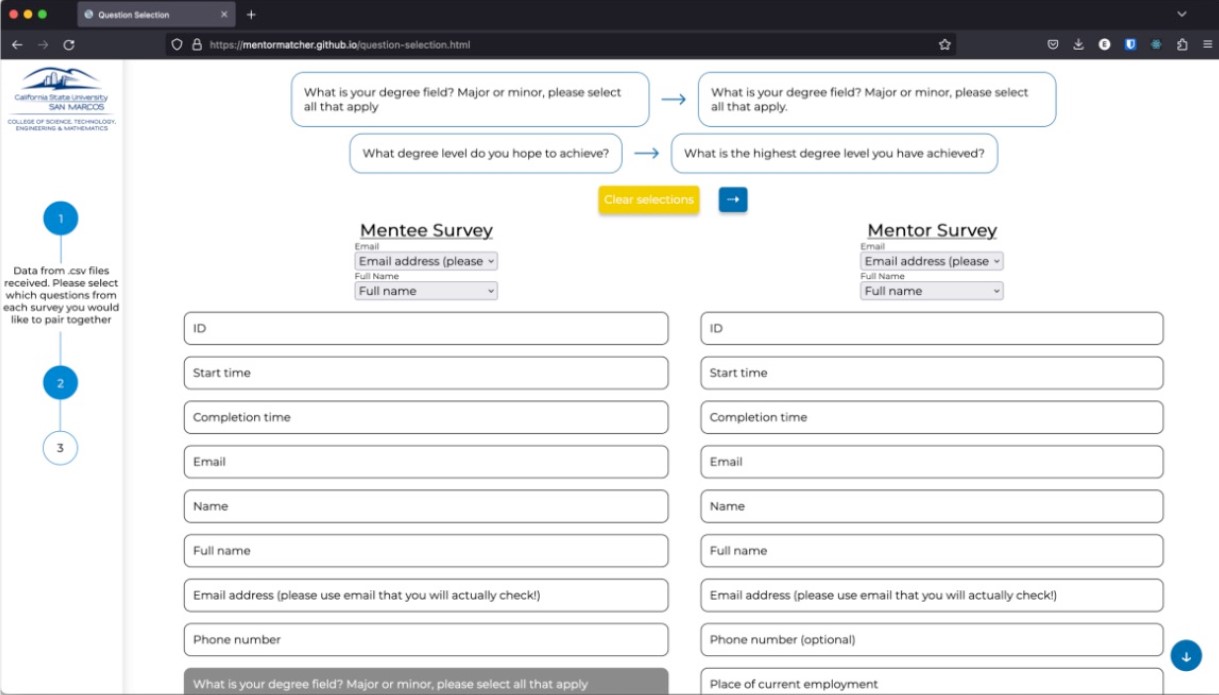 Question Selection
https://mentormatcher.github.io/question-selection.html
California State University
SAN MARCOS
COLLEGE OF SCIENCE, TECHNOLOGY,
ENGINEERING & MATHEMATICS
1
Data from .csv files
received. Please select
which questions from
each survey you would
like to pair together
2
3
What is your degree field? Major or minor, please select
all that apply
What is your degree field? Major or minor, please select
all that apply.
What degree level do you hope to achieve?
What is the highest degree level you have achieved?
Clear selections
Mentee Survey
Email
Email address (please
Full Name
Full name
ID
Start time
Completion time
Email
Name
Full name
Email address (please use email that you will actually check!)
Phone number
What is your degree field? Major or minor, please select all that apply
Mentor Survey
Email
Email address (please
Full Name
Full name
ID
Start time
Completion time
Email
Name
Full name
Email address (please use email that you will actually check!)
Phone number (optional)
Place of current employment